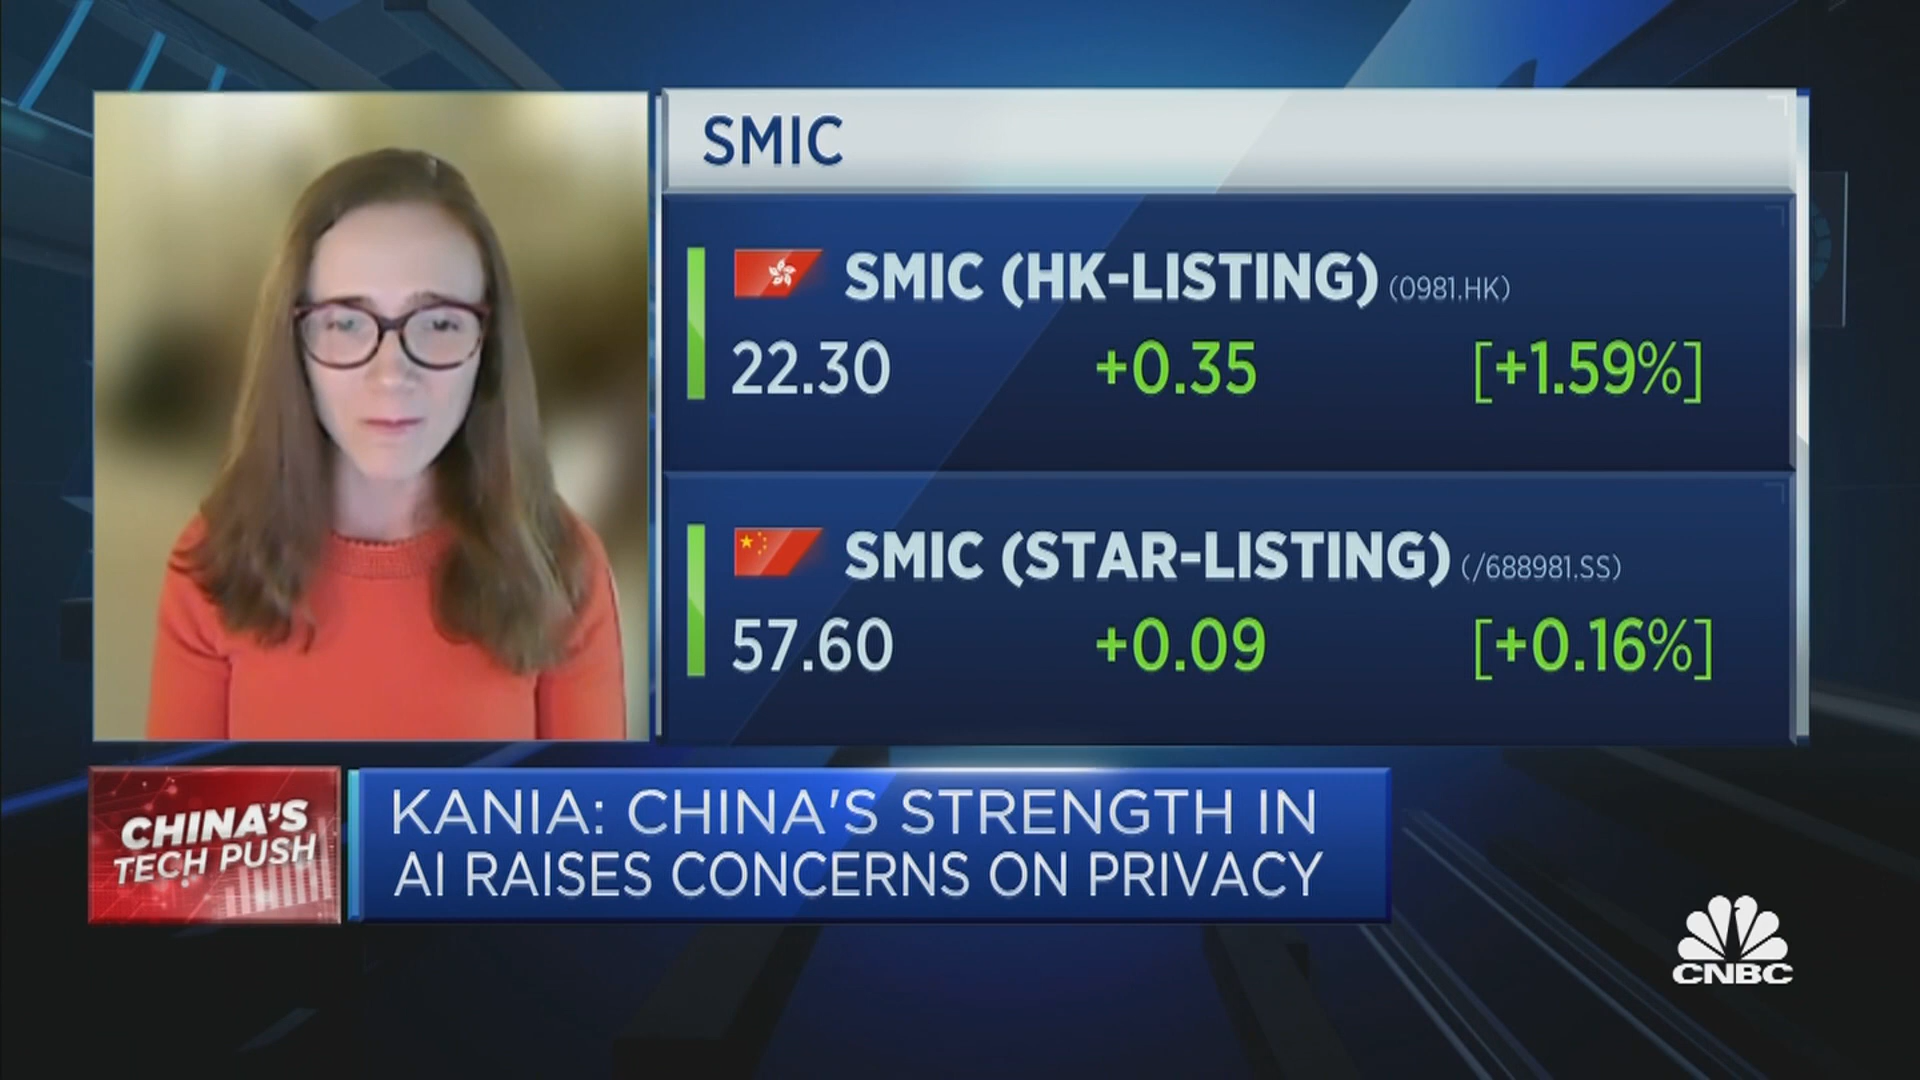 SMIC
SMIC (HK-LISTING) (0981.HK)
22.30 +0.35 [+1.59%]
SMIC (STAR-LISTING) (/688981.SS)
57.60 +0.09 [+0.16%]
CHINA'S
TECH PUSH
KANIA: CHINA'S STRENGTH IN
AI RAISES CONCERNS ON PRIVACY
CNBC